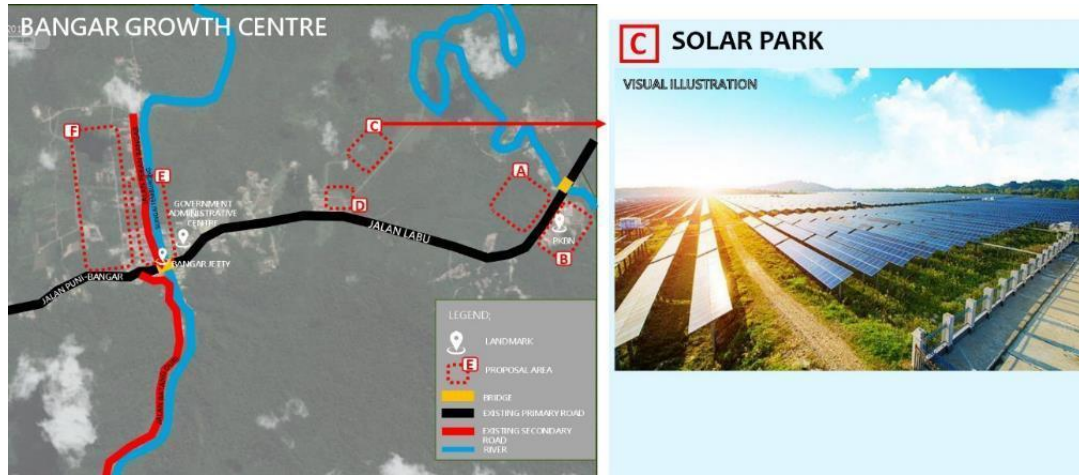 BANGAR GROWTH CENTRE
C SOLAR PARK
VISUAL ILLUSTRATION
F
E
C
D
A
B
GOVERNMENT
ADMINISTRATIVE
CENTRE
BANGAR JETTY
JALAN PUNI-BANGAR
JALAN LABU
PKBN
LEGEND;
LANDMARK
E
PROPOSAL AREA
BRIDGE
EXISTING PRIMARY ROAD
EXISTING SECONDARY
ROAD
RIVER